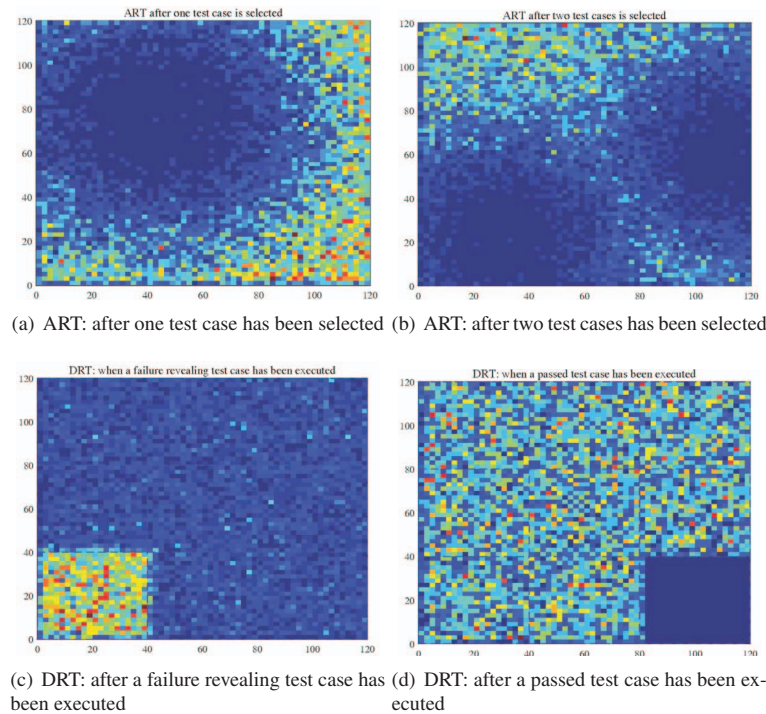 ART after one test case is selected
120
100
80
60
40
20
0
0 20 40 60 80 100 120
(a) ART: after one test case has been selected
ART after two test cases is selected
120
100
80
60
40
20
0
0 20 40 60 80 100 120
(b) ART: after two test cases has been selected
DRT: when a failure revealing test case has been executed
120
100
80
60
40
20
0
0 20 40 60 80 100 120
(c) DRT: after a failure revealing test case has
been executed
DRT: when a passed test case has been executed
120
100
80
60
40
20
0
0 20 40 60 80 100 120
(d) DRT: after a passed test case has been ex-
ecuted